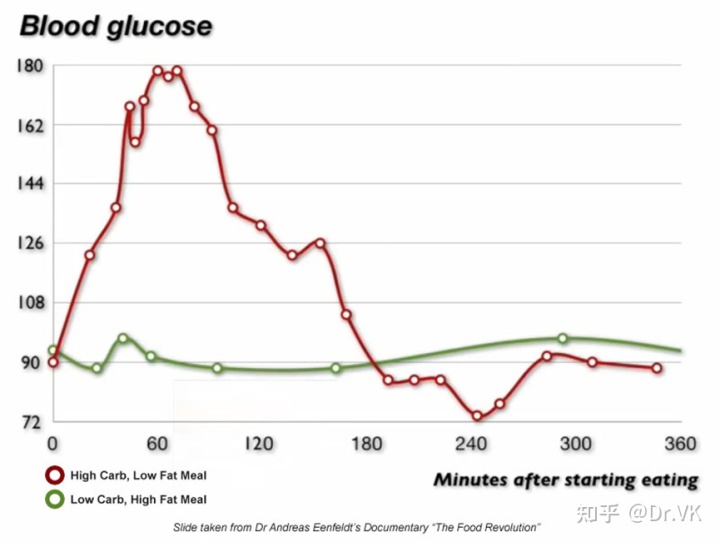 Blood glucose
180
162
144
126
108
90
72
0 60 120 180 240 300 360
High Carb, Low Fat Meal
Minutes after starting eating
Low Carb, High Fat Meal
知乎 @Dr.VK
Slide taken from Dr Andreas Eenfeldt's Documentary "The Food Revolution"